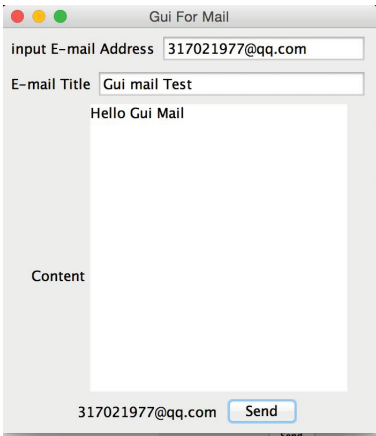 Gui For Mail
input E-mail Address 317021977@qq.com
E-mail Title Gui mail Test
Hello Gui Mail
Content
317021977@qq.com Send
Send